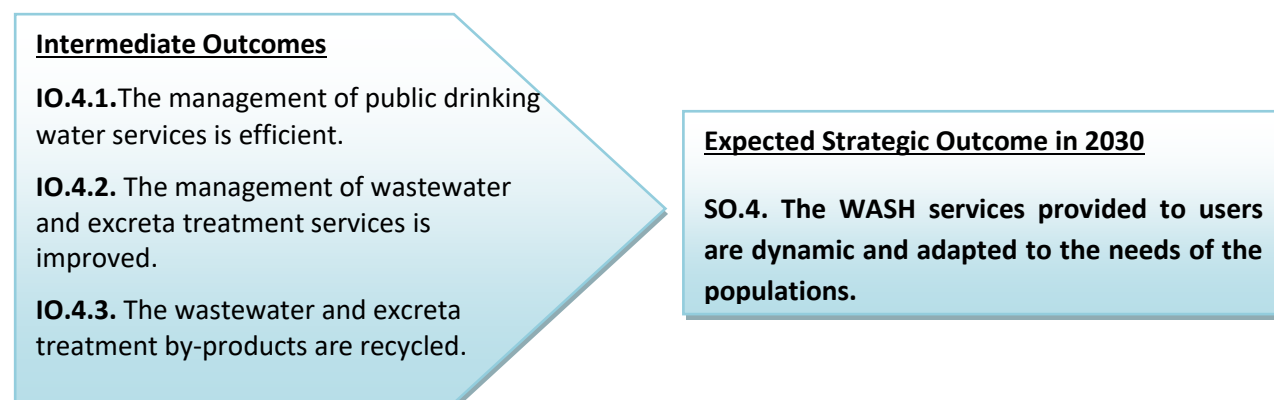 Intermediate Outcomes
IO.4.1.The management of public drinking
water services is efficient.
IO.4.2. The management of wastewater
and excreta treatment services is
improved.
IO.4.3. The wastewater and excreta
treatment by-products are recycled.
Expected Strategic Outcome in 2030
SO.4. The WASH services provided to users
are dynamic and adapted to the needs of the
populations.